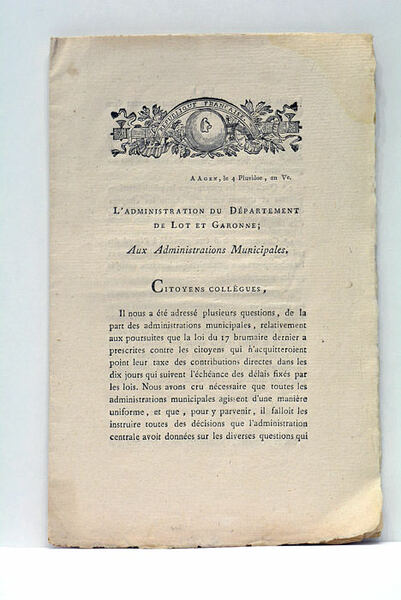 RÉPUBLIQUE FRANÇAISE.
A AGEN, le 4 Pluviôse, an Ve.
L'ADMINISTRATION DU DÉPARTEMENT
DE LOT ET GARONNE;
Aux Administrations Municipales.
CITOYENS COLLÈGUES,
Il nous a été adressé plusieurs questions, de la
part des administrations municipales, relativement
aux poursuites que la loi du 17 brumaire dernier a
prescrites contre les citoyens qui n'acquitteroient
point leur taxe des contributions directes dans les
dix jours qui suivent l'échéance des délais fixés par
les lois. Nous avons cru nécessaire que toutes les
administrations municipales agissent d'une manière
uniforme, et que, pour y parvenir, il falloit les
instruire toutes des décisions que l'administration
centrale avoit données sur les diverses questions qui